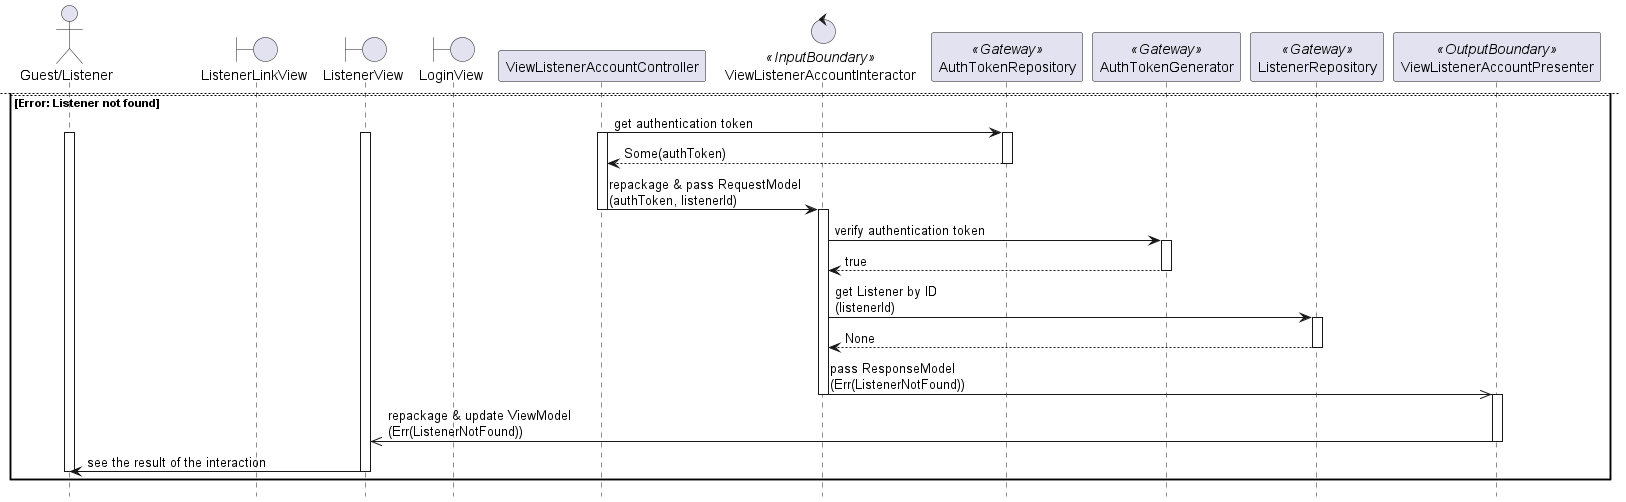 Guest/Listener
ListenerLinkView
ListenerView
LoginView
ViewListenerAccountController
«InputBoundary»
ViewListenerAccountInteractor
«Gateway»
AuthTokenRepository
«Gateway»
AuthTokenGenerator
«Gateway»
ListenerRepository
«OutputBoundary»
ViewListenerAccountPresenter
[Error: Listener not found]
get authentication token
Some(authToken)
repackage & pass RequestModel
(authToken, listenerId)
verify authentication token
true
get Listener by ID
(listenerId)
None
pass ResponseModel
(Err(ListenerNotFound))
repackage & update ViewModel
(Err(ListenerNotFound))
see the result of the interaction